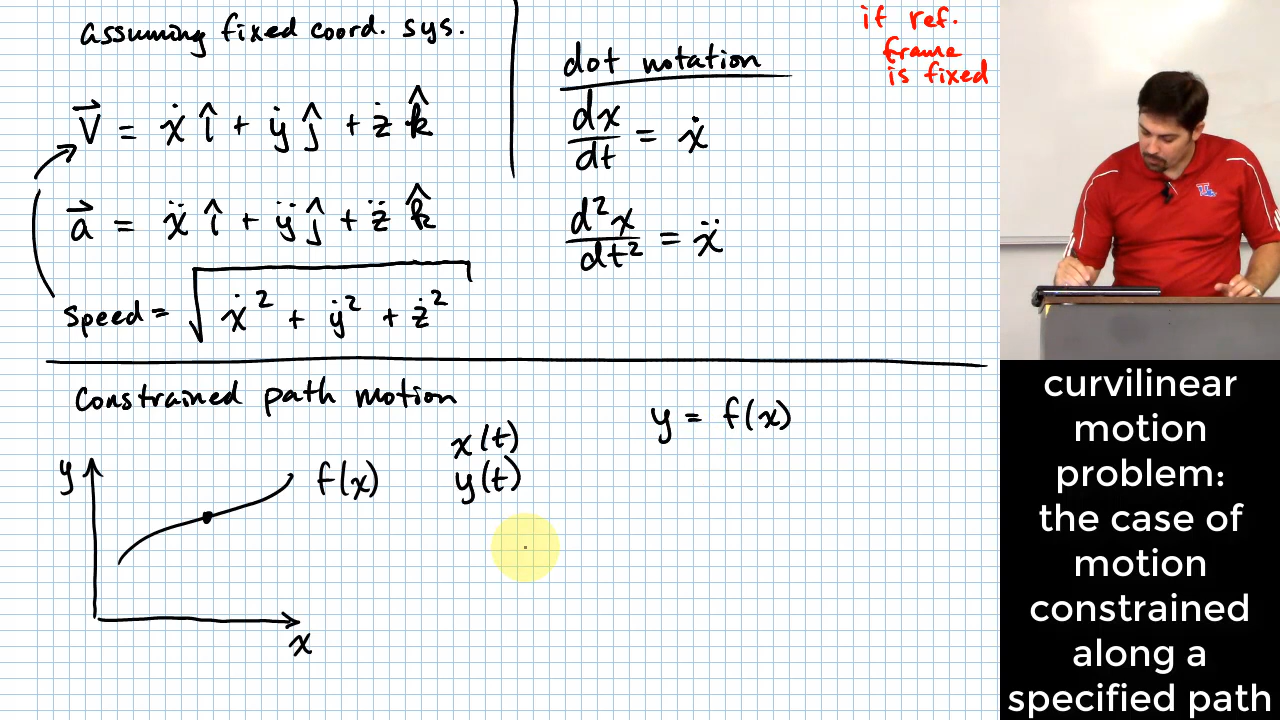 assuming fixed coord. sys.
V⃗ = ẋ î + ẏ ĵ + ż k̂
a⃗ = ẍ î + ÿ ĵ + z̈ k̂
speed = √(ẋ² + ẏ² + ż²)
dot notation
dx/dt = ẋ
d²x/dt² = ẍ
if ref.
frame
is fixed
Constrained path motion
y
f(x)
x
x(t)
y(t)
y = f(x)
curvilinear
motion
problem:
the case of
motion
constrained
along a
specified path